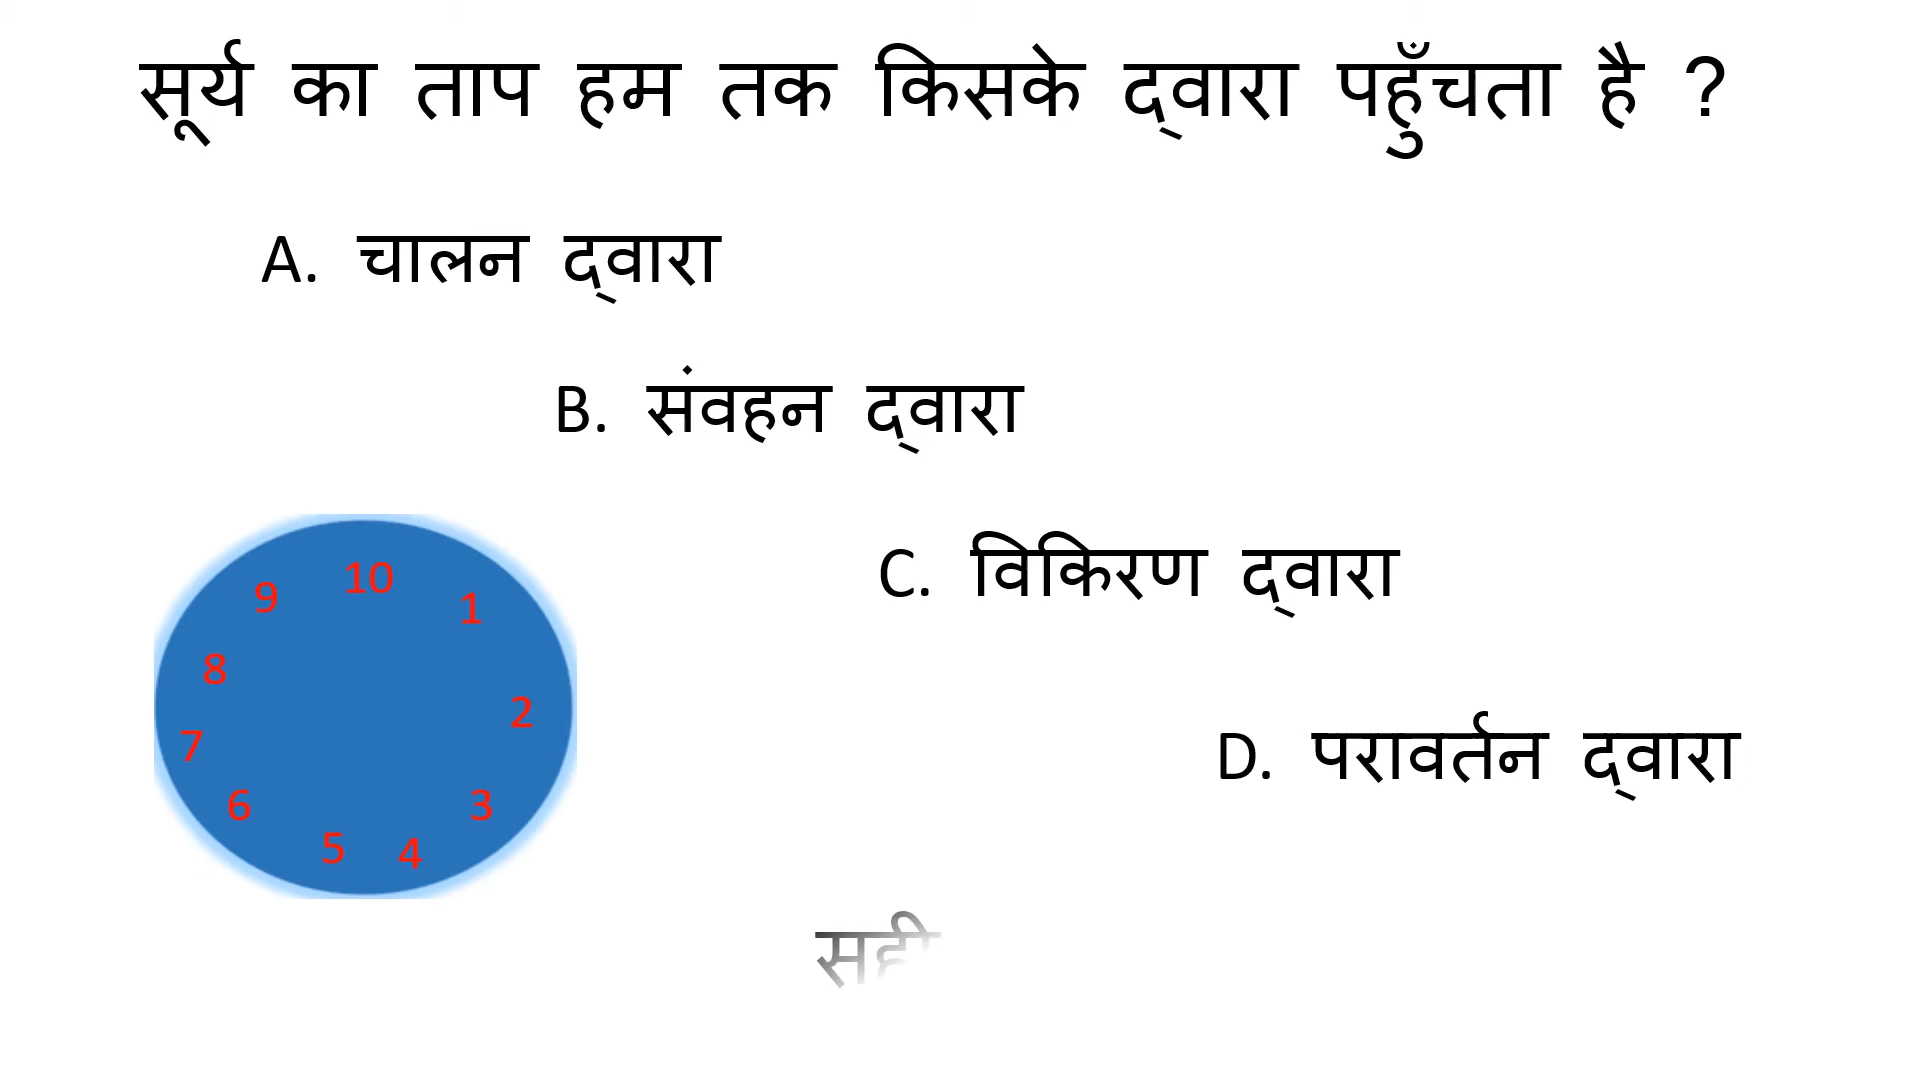 सूर्य का ताप हम तक किसके द्वारा पहुँचता है ?
A. चालन द्वारा
B. संवहन द्वारा
C. विकिरण द्वारा
D. परावर्तन द्वारा
10
9
1
8
2
7
6
3
5
4
सही